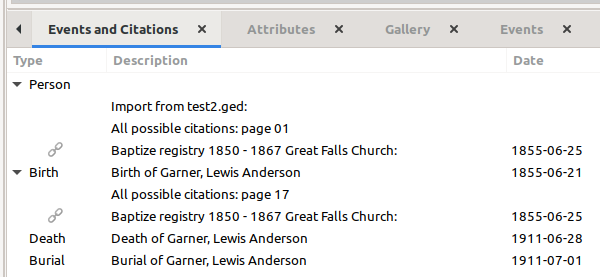 Events and Citations Attributes Gallery Events
Type Description Date
Person
Import from test2.ged:
All possible citations: page 01
Baptize registry 1850 - 1867 Great Falls Church: 1855-06-25
Birth Birth of Garner, Lewis Anderson 1855-06-21
All possible citations: page 17
Baptize registry 1850 - 1867 Great Falls Church: 1855-06-25
Death Death of Garner, Lewis Anderson 1911-06-28
Burial Burial of Garner, Lewis Anderson 1911-07-01